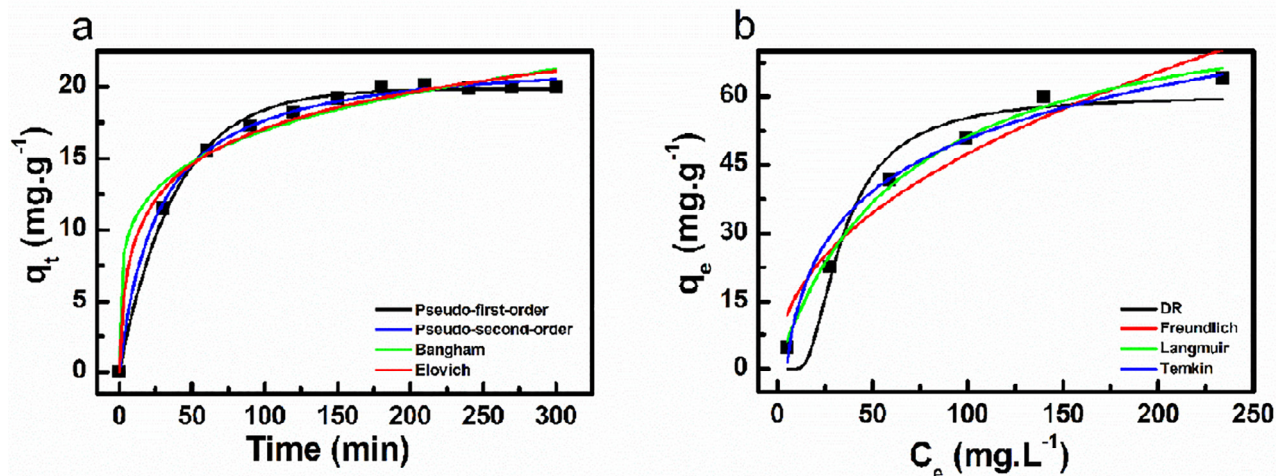 a
q_t (mg.g⁻¹)
20
15
10
5
0
Pseudo-first-order
Pseudo-second-order
Bangham
Elovich
0 50 100 150 200 250 300
Time (min)
b
q_e (mg.g⁻¹)
60
45
30
15
0
DR
Freundlich
Langmuir
Temkin
0 50 100 150 200 250
C_e (mg.L⁻¹)